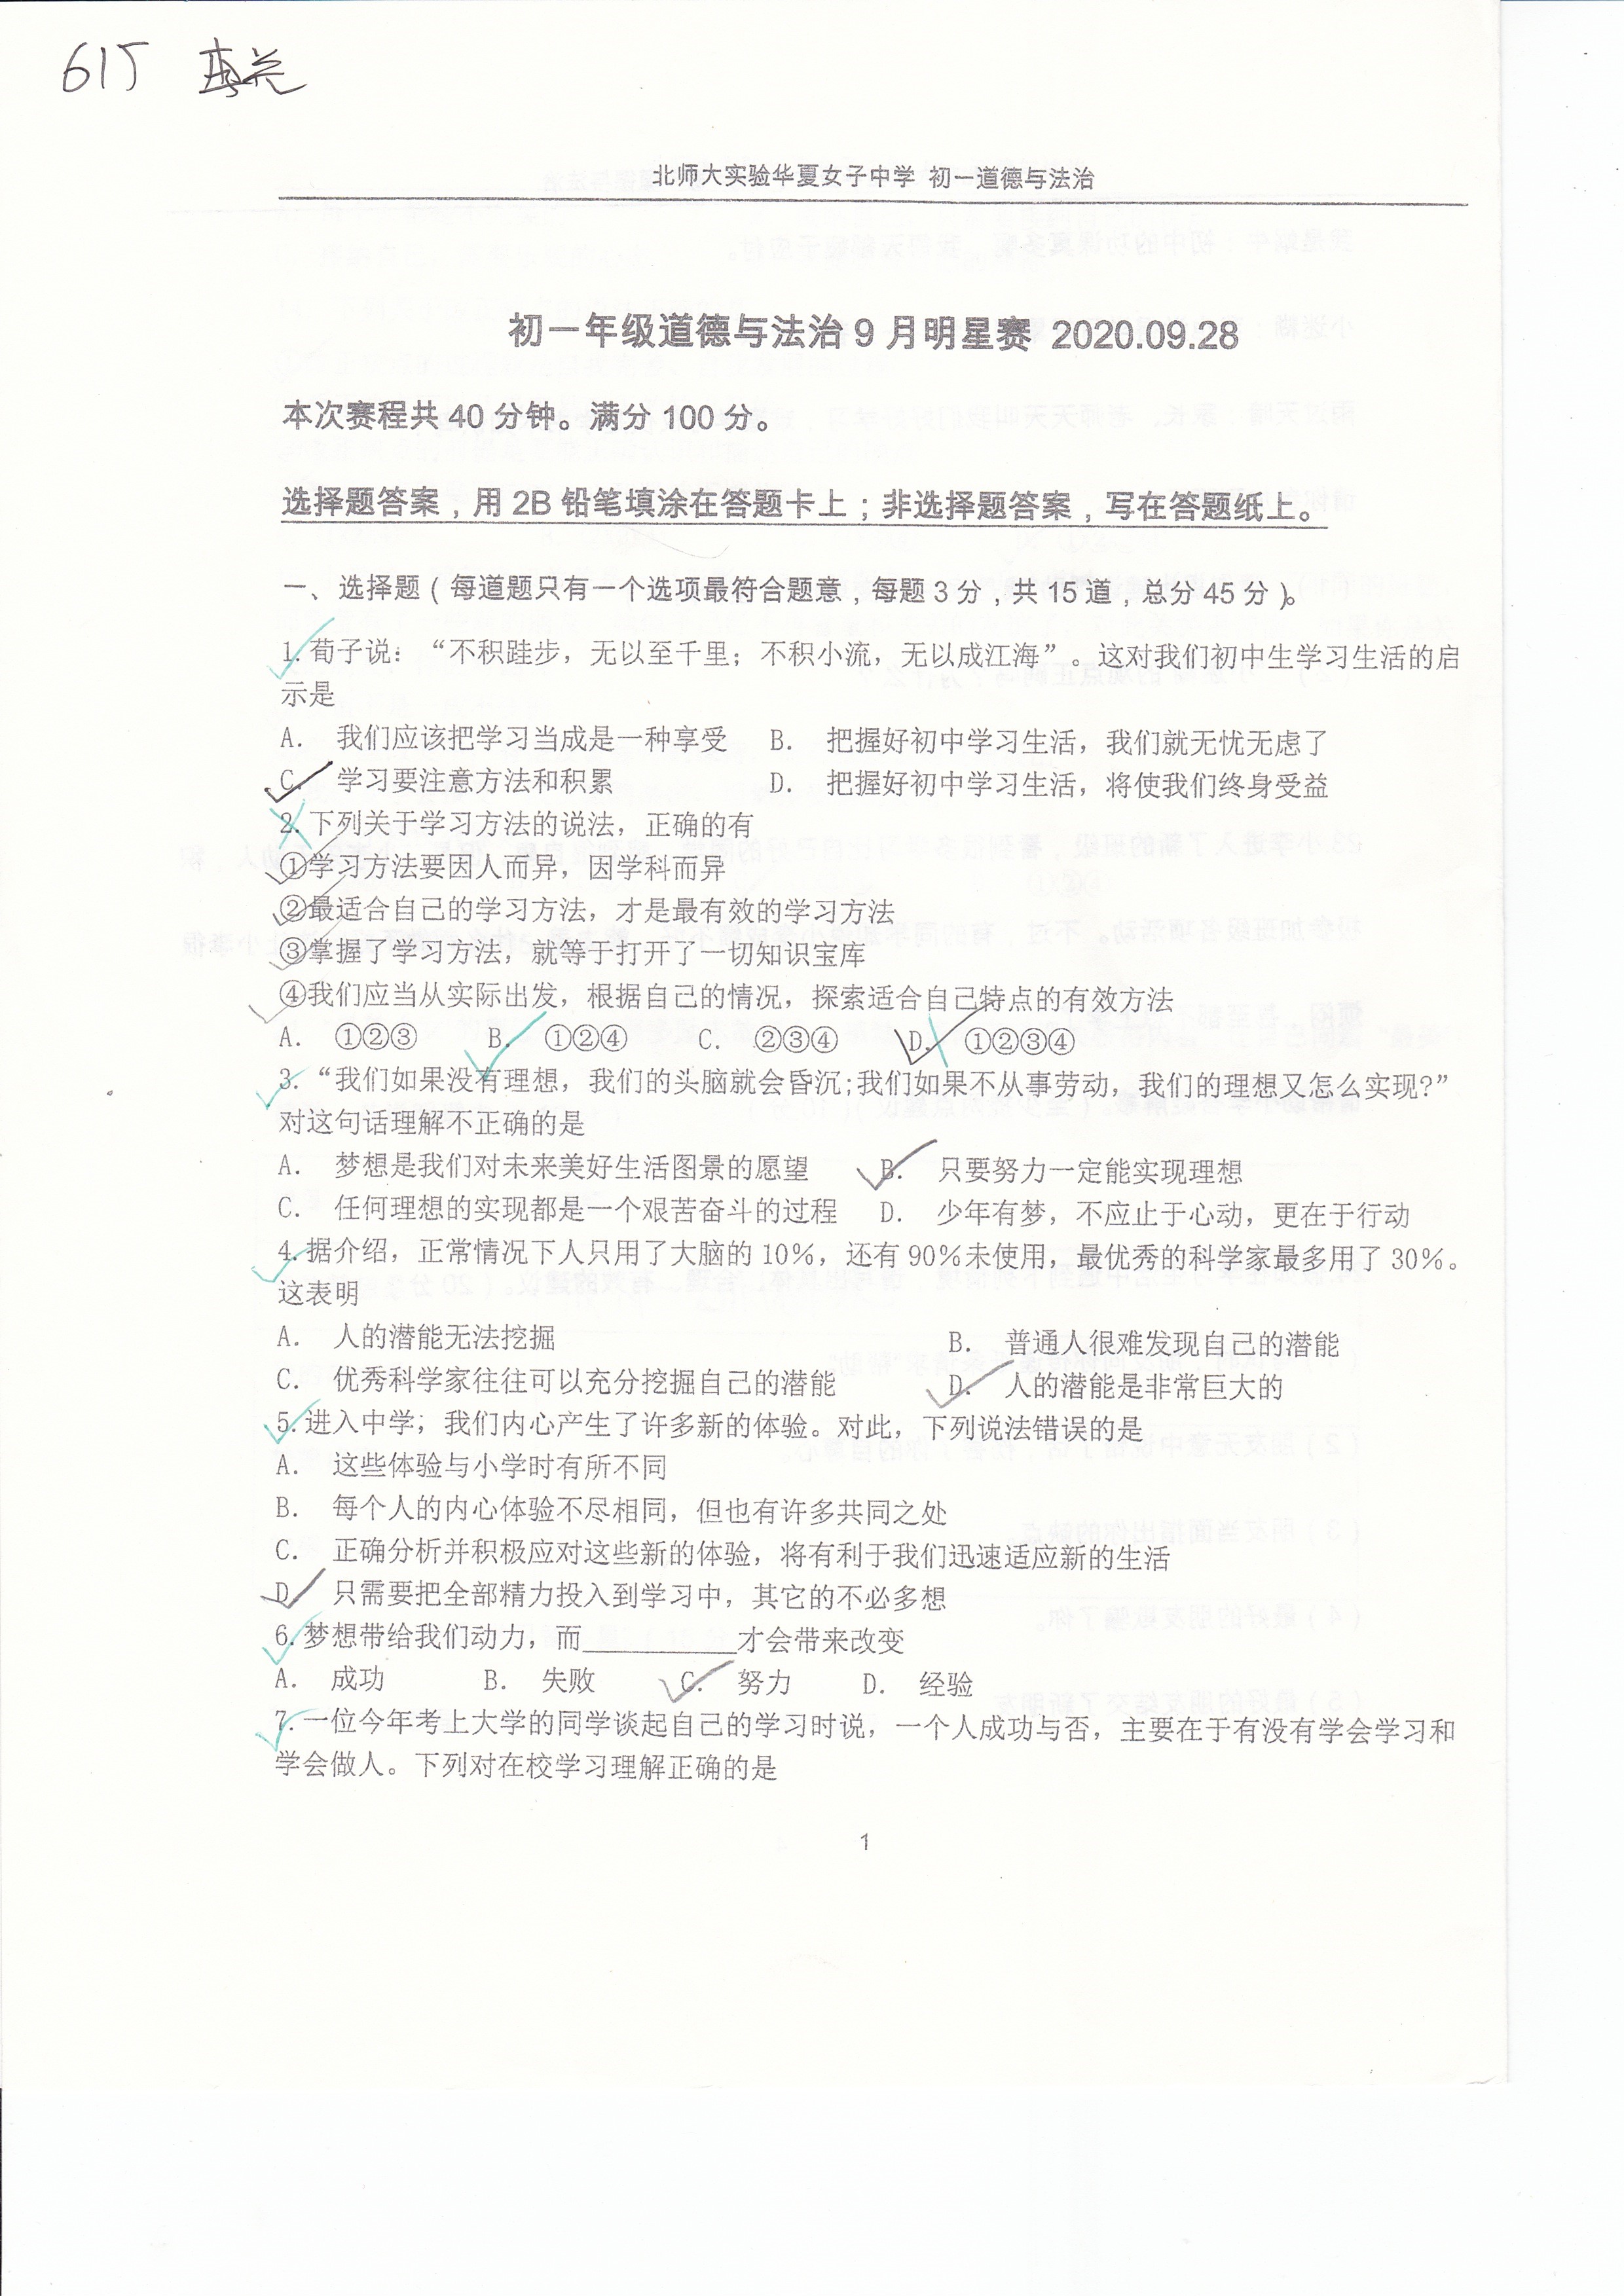 615
北师大实验华夏女子中学 初一道德与法治
初一年级道德与法治9月明星赛 2020.09.28
本次赛程共40分钟。满分100分。
选择题答案，用2B铅笔填涂在答题卡上；非选择题答案，写在答题纸上。
一、选择题（每道题只有一个选项最符合题意，每题3分，共15道，总分45分）。
1.荀子说：“不积跬步，无以至千里；不积小流，无以成江海”。这对我们初中生学习生活的启
示是
A. 我们应该把学习当成是一种享受 B. 把握好初中学习生活，我们就无忧无虑了
C. 学习要注意方法和积累 D. 把握好初中学习生活，将使我们终身受益
2.下列关于学习方法的说法，正确的有
①学习方法要因人而异，因学科而异
②最适合自己的学习方法，才是最有效的学习方法
③掌握了学习方法，就等于打开了一切知识宝库
④我们应当从实际出发，根据自己的情况，探索适合自己特点的有效方法
A. ①②③ B. ①②④ C. ②③④ D. ①②③④
3.“我们如果没有理想，我们的头脑就会昏沉;我们如果不从事劳动，我们的理想又怎么实现?”
对这句话理解不正确的是
A. 梦想是我们对未来美好生活图景的愿望 B. 只要努力一定能实现理想
C. 任何理想的实现都是一个艰苦奋斗的过程 D. 少年有梦，不应止于心动，更在于行动
4.据介绍，正常情况下人只用了大脑的10%，还有90%未使用，最优秀的科学家最多用了30%。
这表明
A. 人的潜能无法挖掘 B. 普通人很难发现自己的潜能
C. 优秀科学家往往可以充分挖掘自己的潜能 D. 人的潜能是非常巨大的
5.进入中学；我们内心产生了许多新的体验。对此，下列说法错误的是
A. 这些体验与小学时有所不同
B. 每个人的内心体验不尽相同，但也有许多共同之处
C. 正确分析并积极应对这些新的体验，将有利于我们迅速适应新的生活
D. 只需要把全部精力投入到学习中，其它的不必多想
6.梦想带给我们动力，而___________才会带来改变
A. 成功 B. 失败 C. 努力 D. 经验
7.一位今年考上大学的同学谈起自己的学习时说，一个人成功与否，主要在于有没有学会学习和
学会做人。下列对在校学习理解正确的是
1